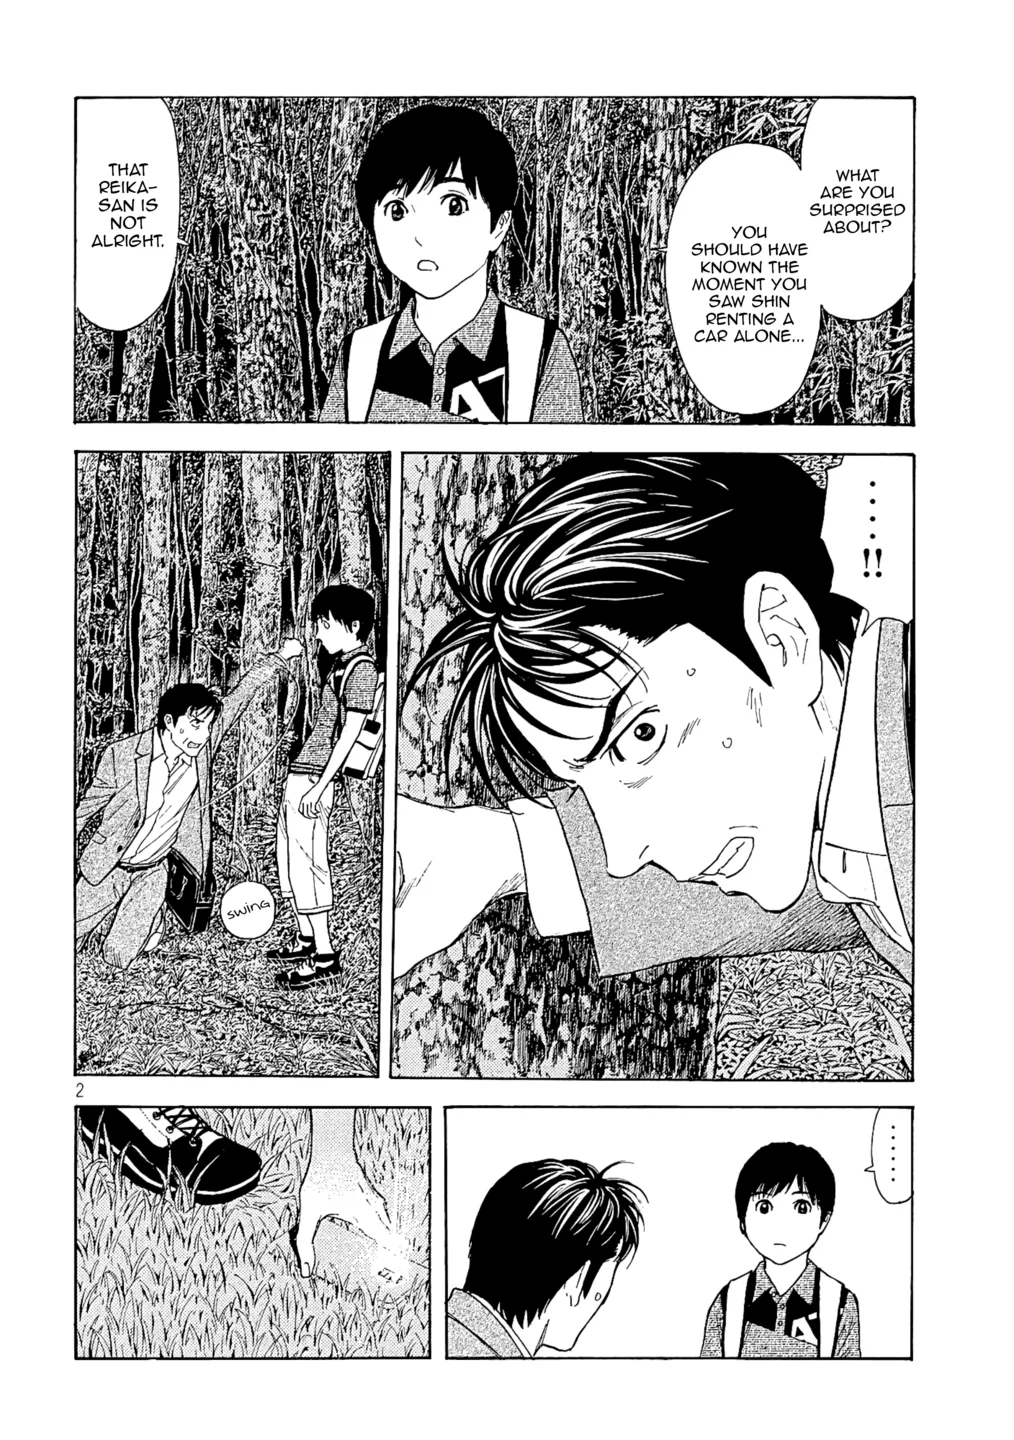 WHAT
ARE YOU
SURPRISED
ABOUT?
YOU
SHOULD HAVE
KNOWN THE
MOMENT YOU
SAW SHIN
RENTING A
CAR ALONE...
THAT
REIKA-
SAN IS
NOT
ALRIGHT.
A7
....!!
SWING
2
.....
A